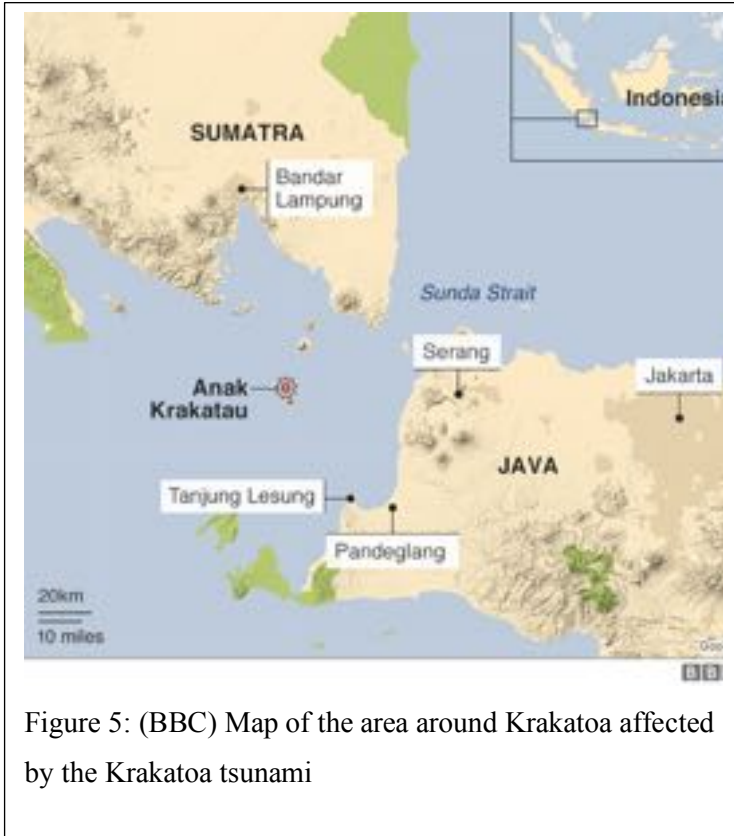 Indonesia
SUMATRA
Bandar
Lampung
Sunda Strait
Serang
Jakarta
Anak
Krakatau
JAVA
Tanjung Lesung
Pandeglang
20km
10 miles
Figure 5: (BBC) Map of the area around Krakatoa affected
by the Krakatoa tsunami